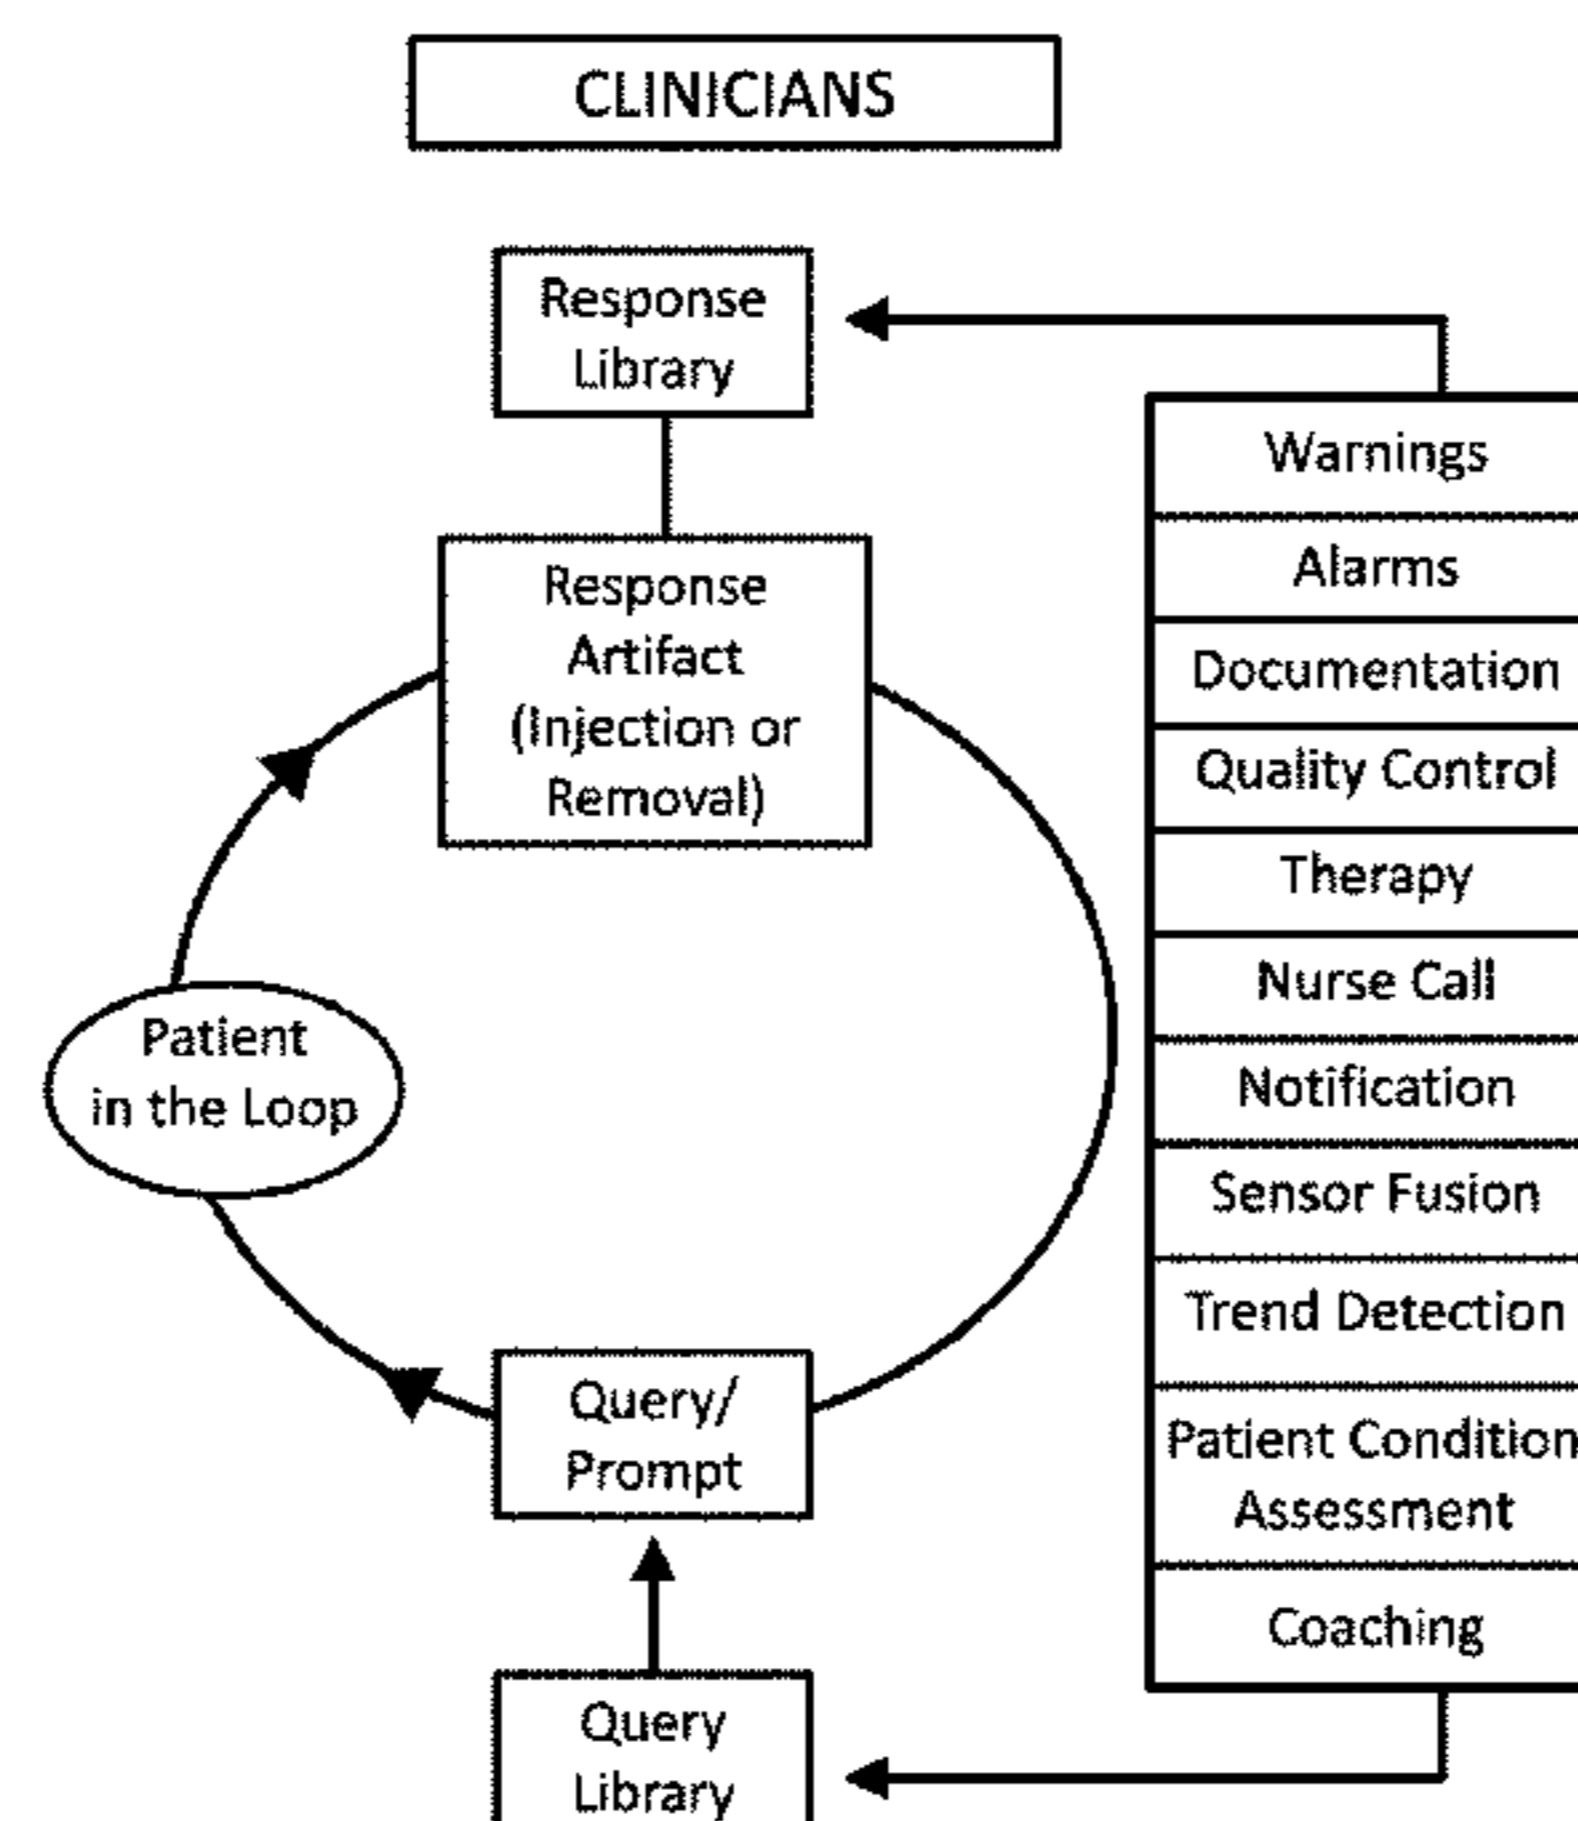 CLINICIANS
Response
Library
Response
Artifact
(Injection or
Removal)
Patient
in the Loop
Query/
Prompt
Query
Library
Warnings
Alarms
Documentation
Quality Control
Therapy
Nurse Call
Notification
Sensor Fusion
Trend Detection
Patient Condition
Assessment
Coaching